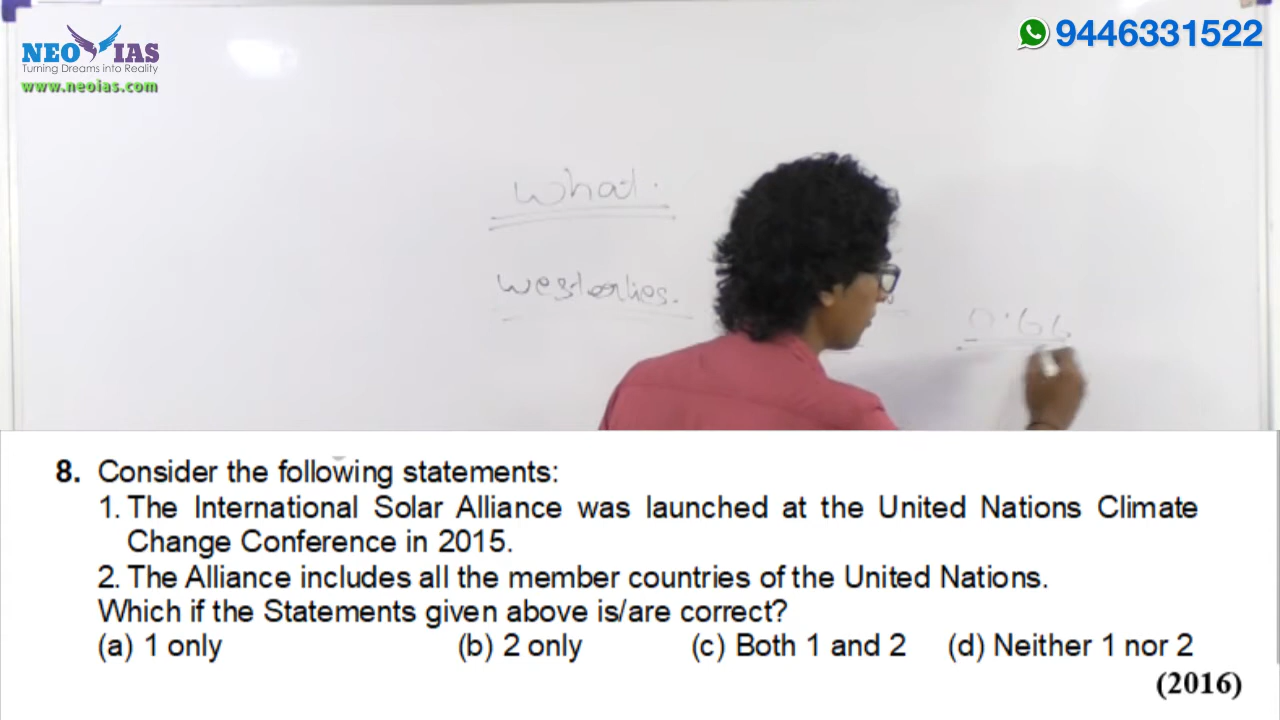 NEO IAS
Turning Dreams into Reality
www.neoias.com
9446331522
What.
westerlies.
0.66
8. Consider the following statements:
1. The International Solar Alliance was launched at the United Nations Climate
Change Conference in 2015.
2. The Alliance includes all the member countries of the United Nations.
Which if the Statements given above is/are correct?
(a) 1 only (b) 2 only (c) Both 1 and 2 (d) Neither 1 nor 2
(2016)